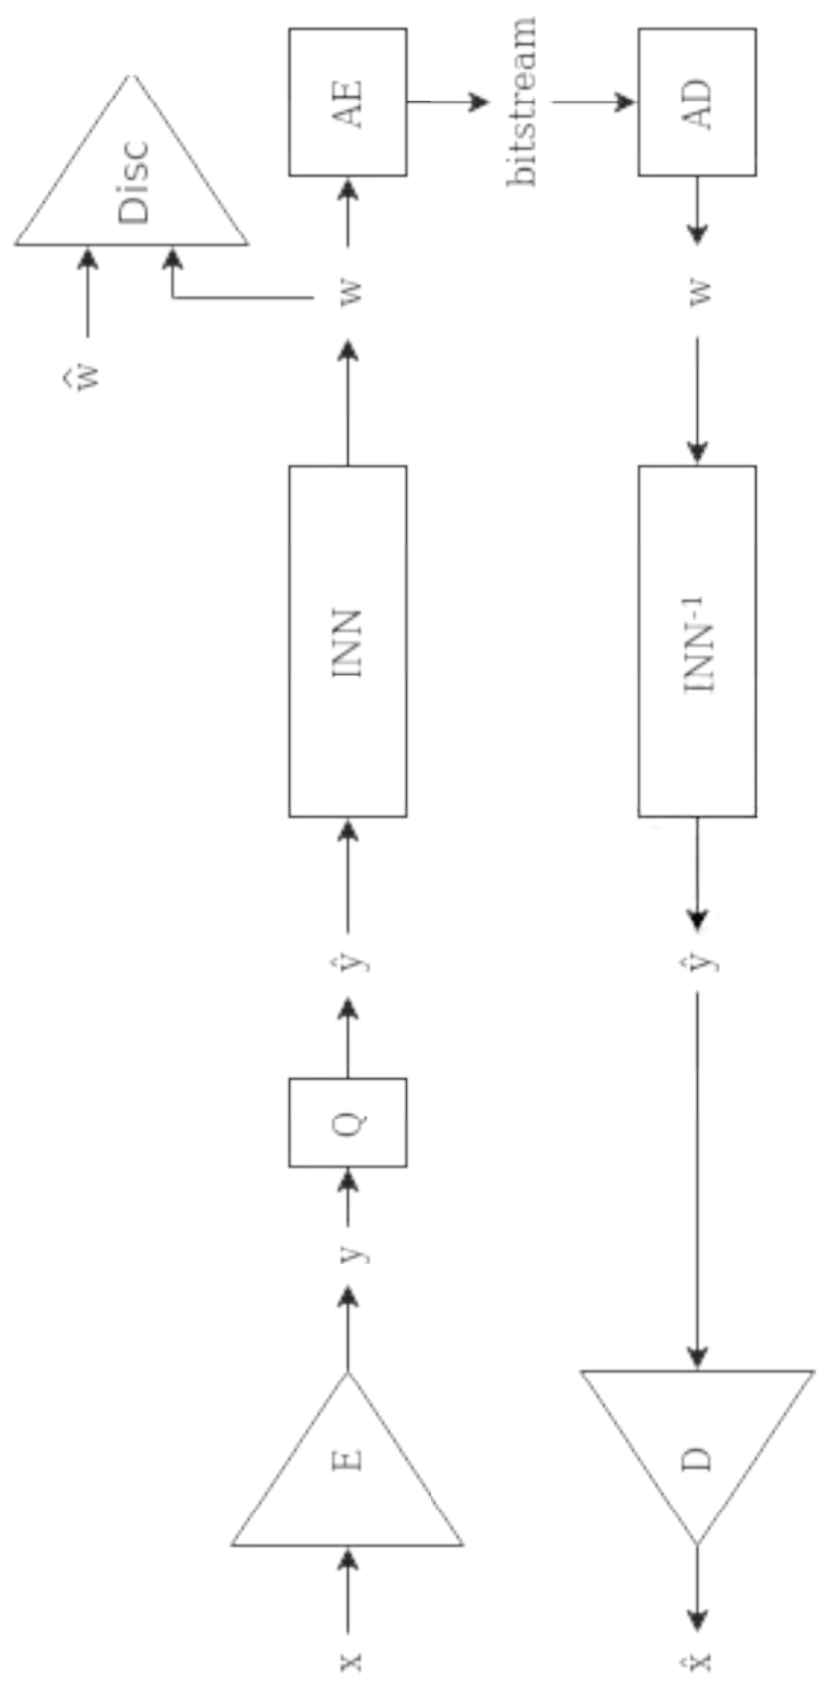 ŵ
Disc
x E y Q ŷ INN w AE
bitstream
x̂ D ŷ INN⁻¹ w AD